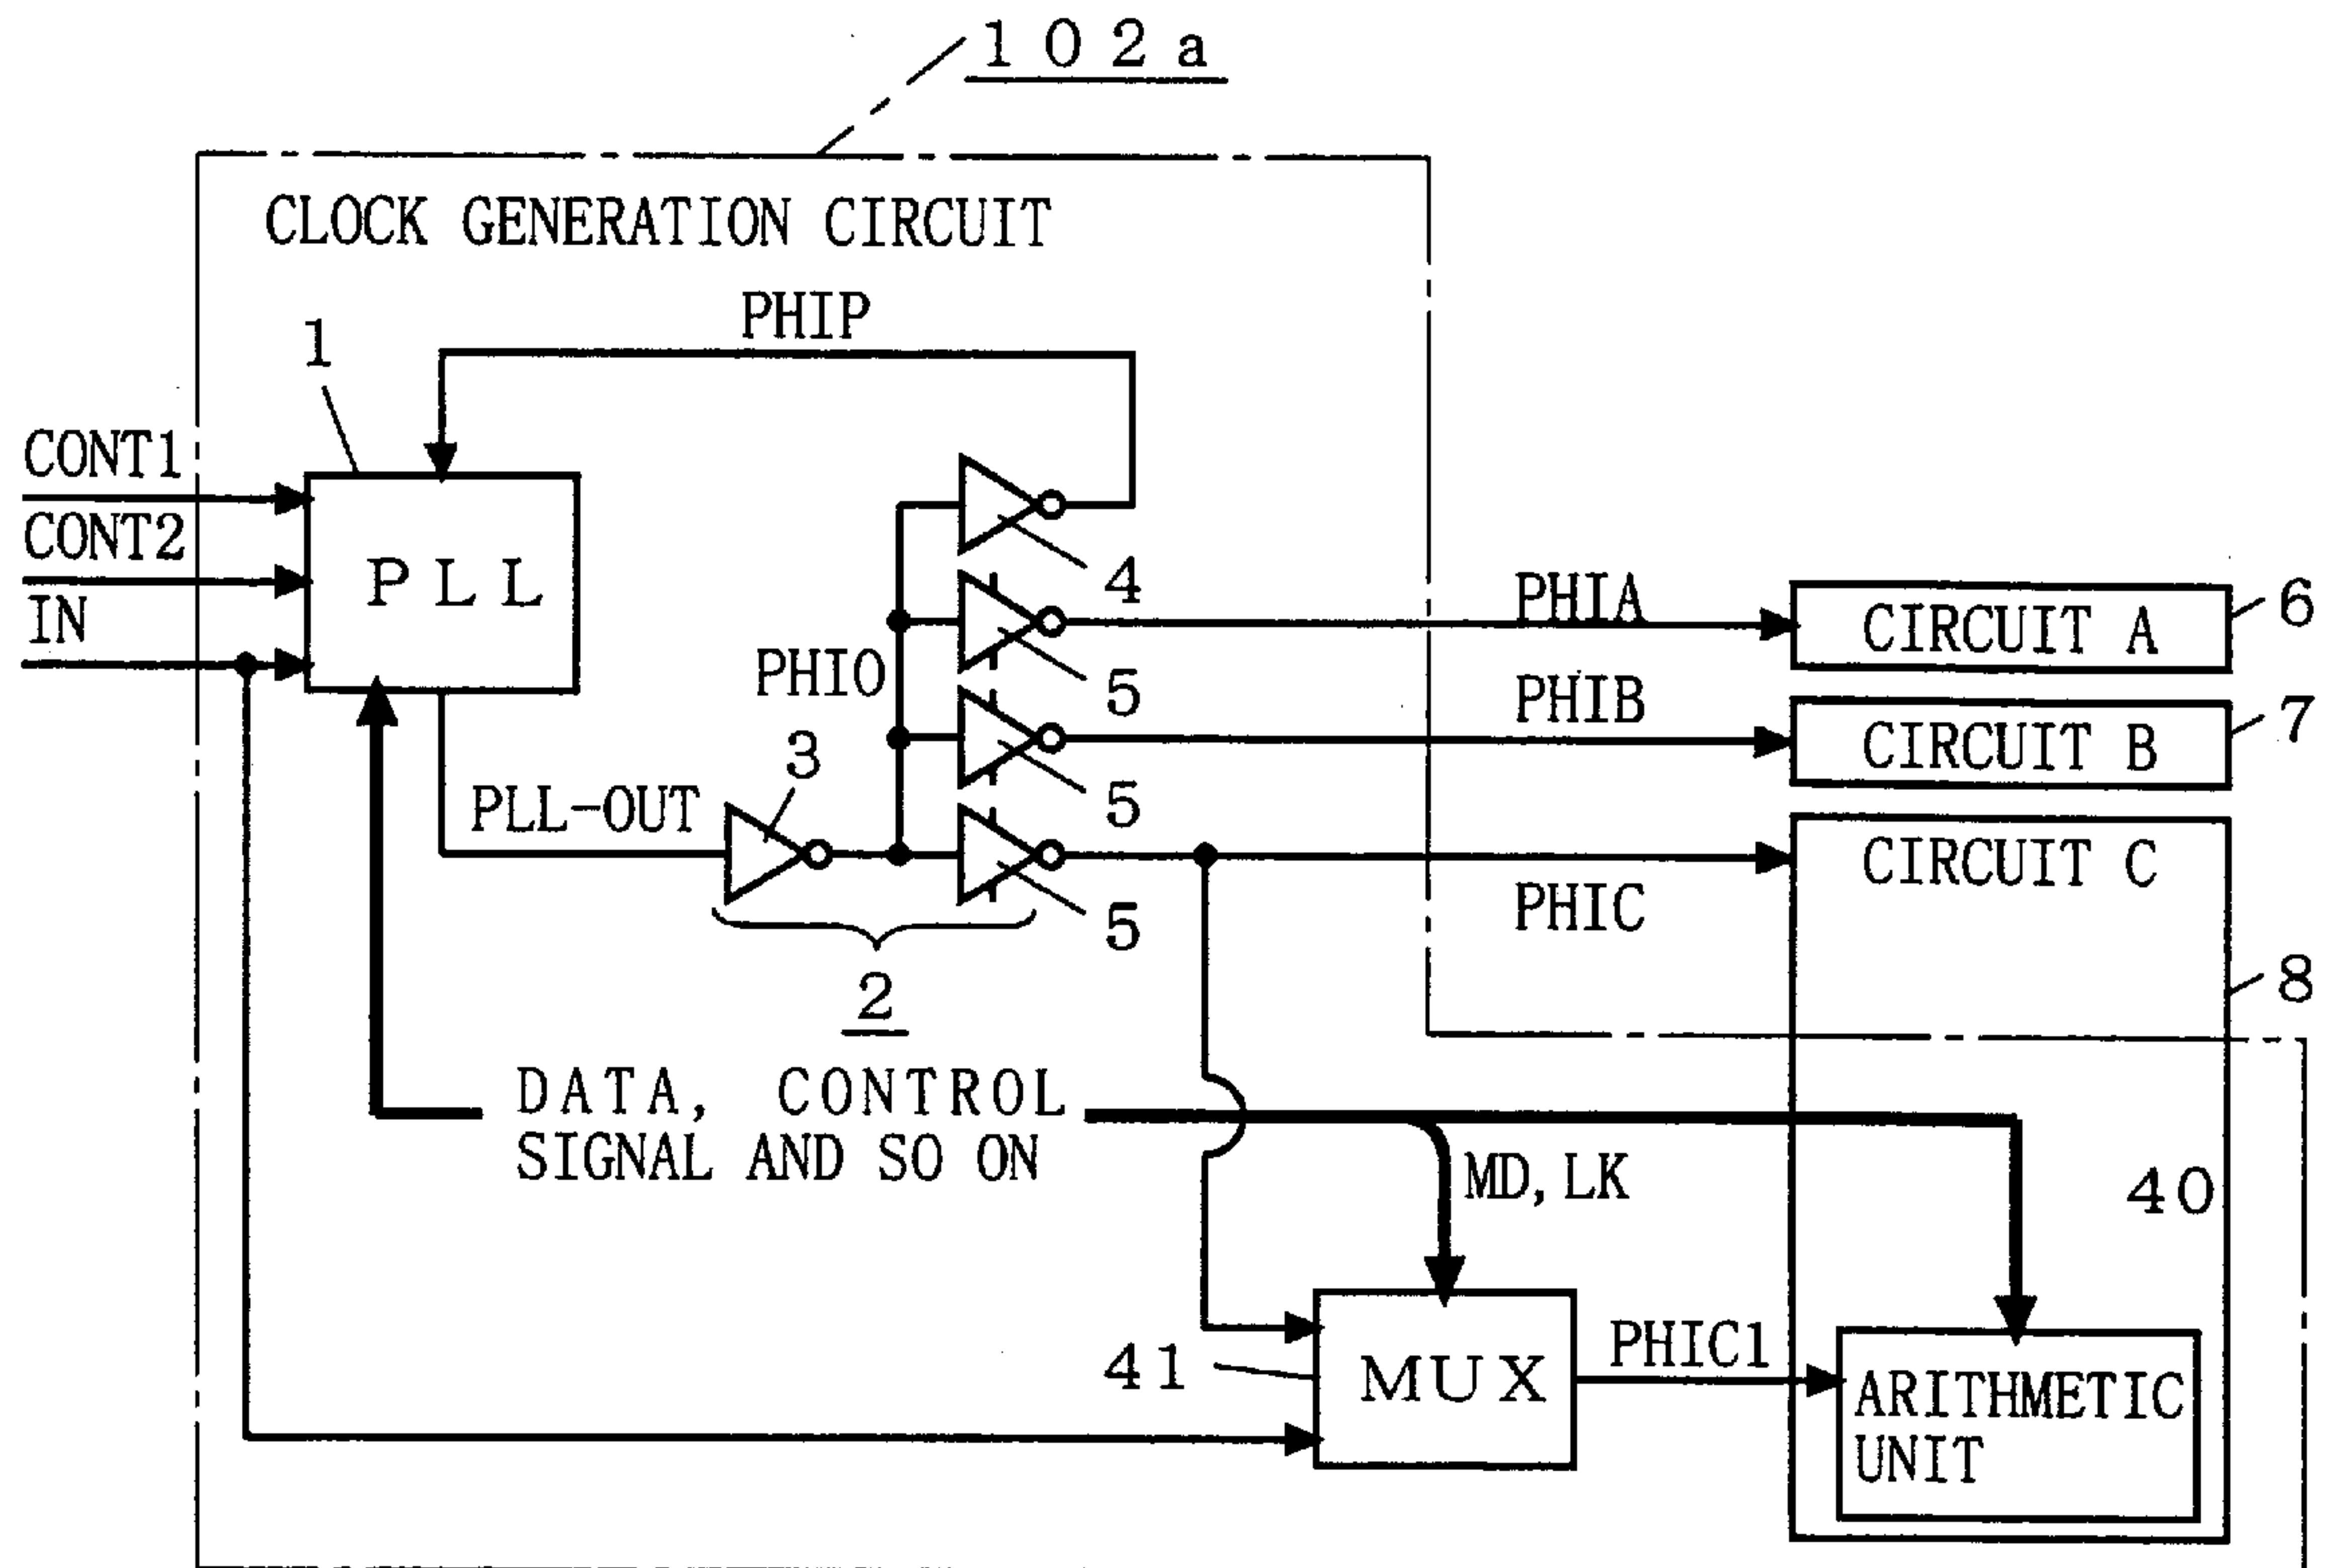 102a
CLOCK GENERATION CIRCUIT
PHIP
1
CONT1
CONT2
IN
PLL
4
PHIA
CIRCUIT A
6
PHIO
5
PHIB
CIRCUIT B
7
3
PLL-OUT
5
CIRCUIT C
PHIC
5
2
8
DATA, CONTROL
SIGNAL AND SO ON
MD, LK
40
41
MUX
PHIC1
ARITHMETIC
UNIT